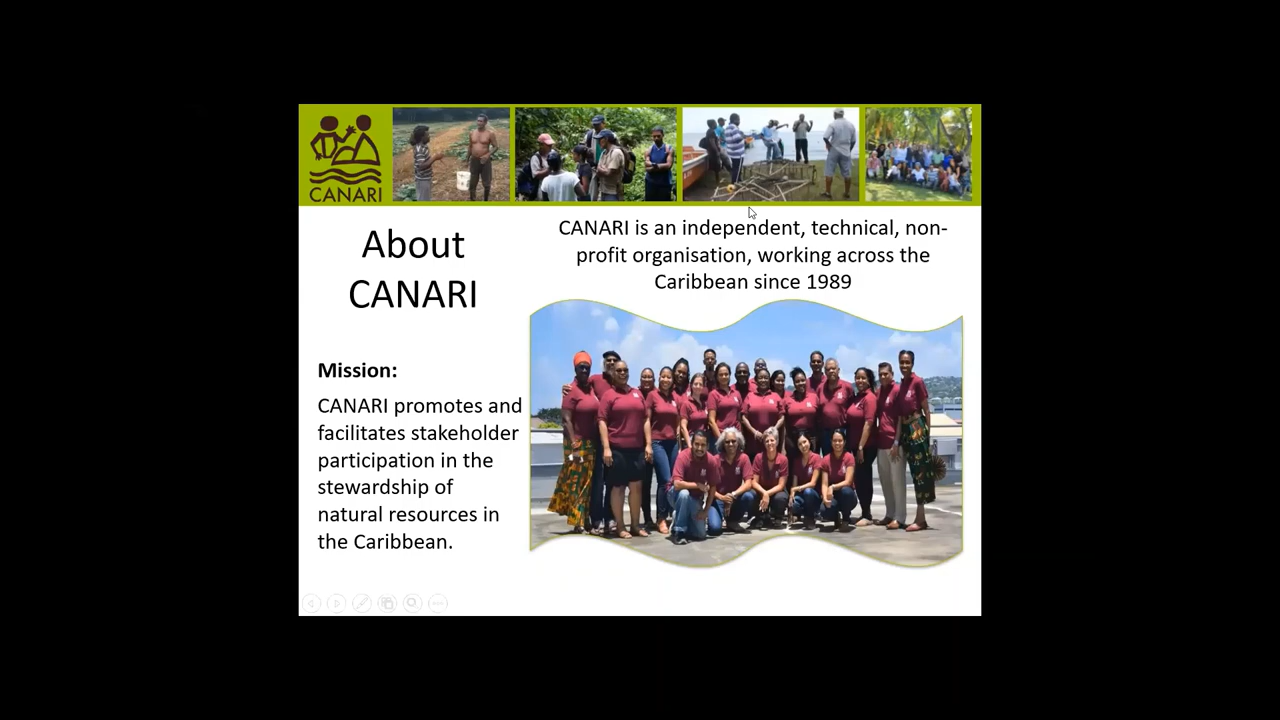 CANARI
About
CANARI
CANARI is an independent, technical, non-
profit organisation, working across the
Caribbean since 1989
Mission:
CANARI promotes and
facilitates stakeholder
participation in the
stewardship of
natural resources in
the Caribbean.